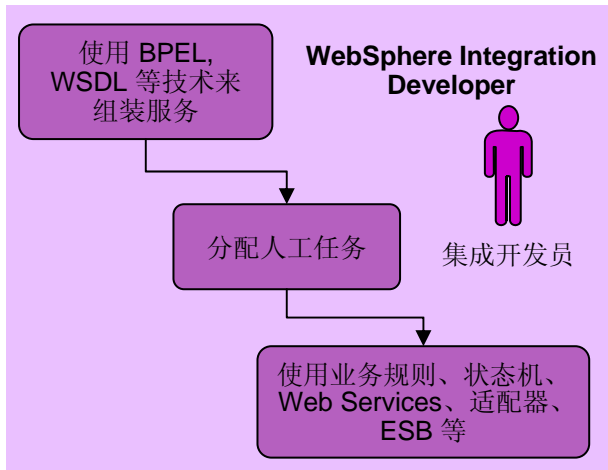 使用 BPEL,
WSDL 等技术来
组装服务
WebSphere Integration
Developer
分配人工任务
集成开发员
使用业务规则、状态机、
Web Services、适配器、
ESB 等